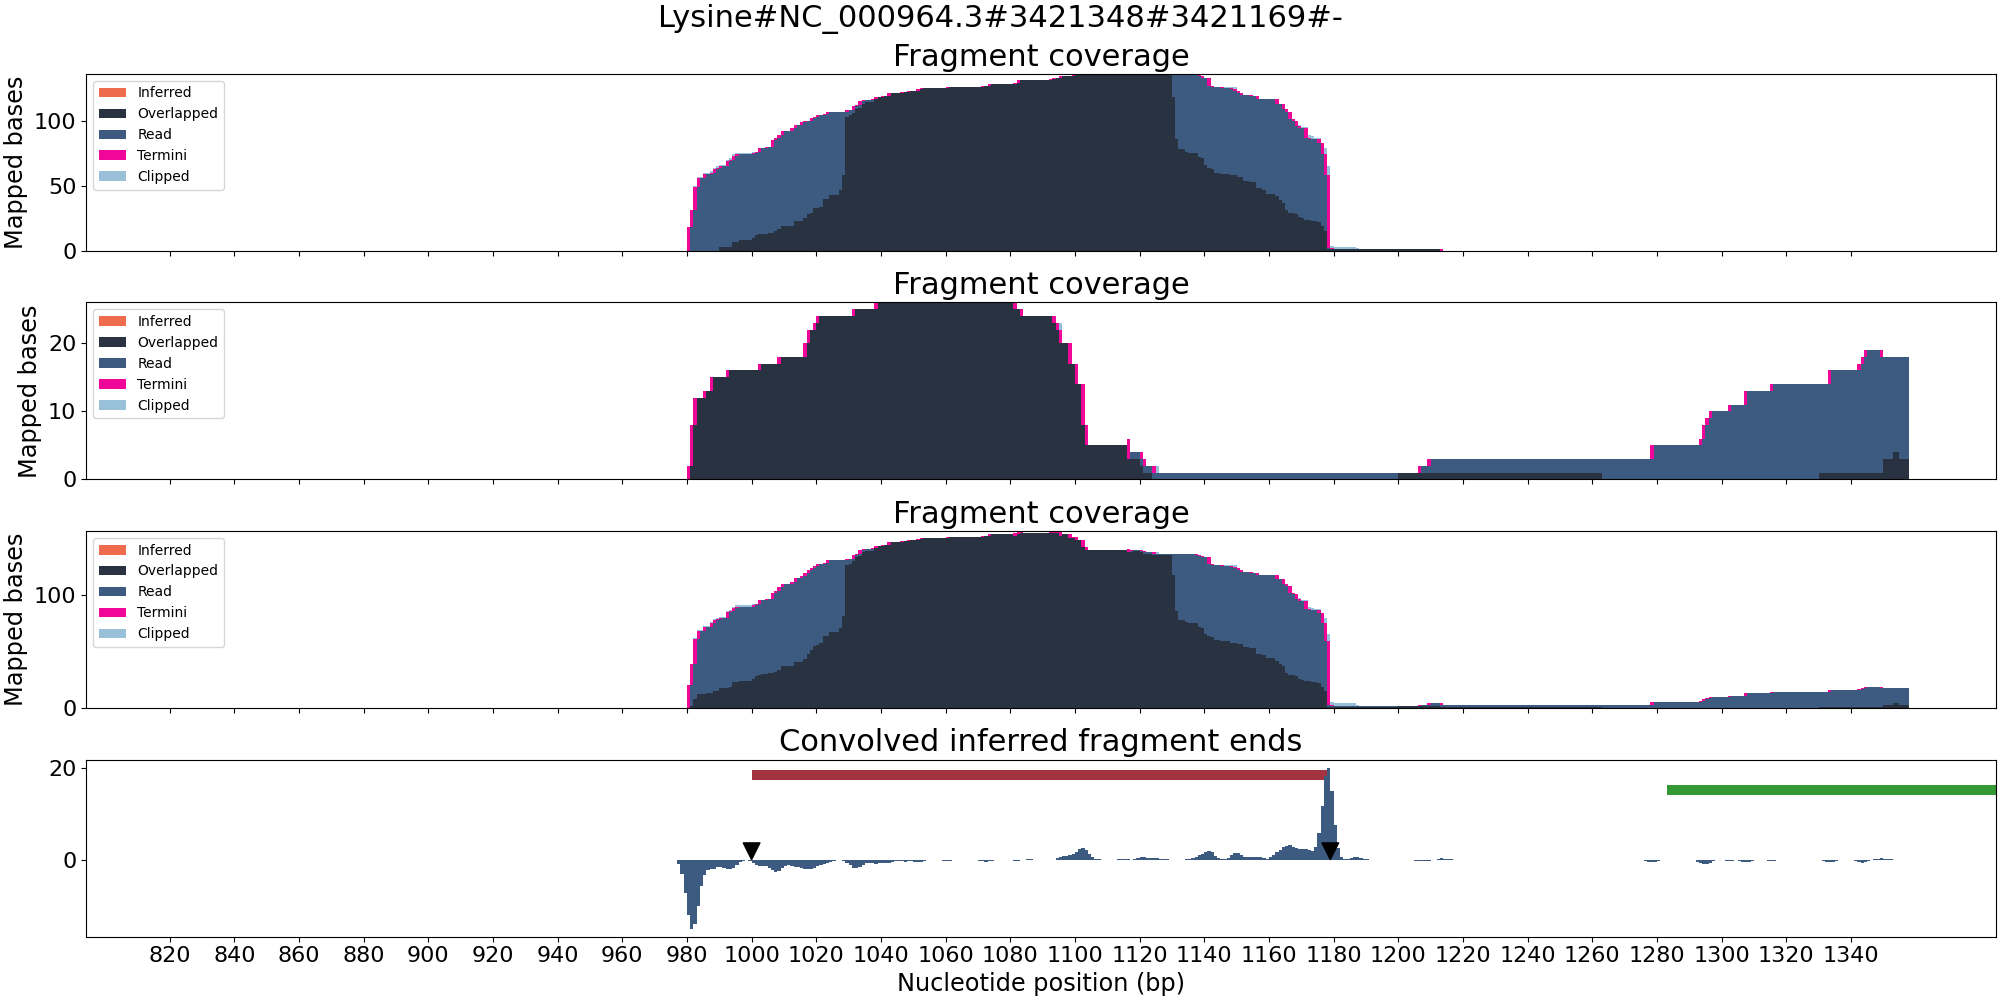 Lysine#NC_000964.3#3421348#3421169#-
Fragment coverage
Mapped bases
100
50
0
Inferred
Overlapped
Read
Termini
Clipped
Fragment coverage
Mapped bases
20
10
0
Inferred
Overlapped
Read
Termini
Clipped
Fragment coverage
Mapped bases
100
0
Inferred
Overlapped
Read
Termini
Clipped
Convolved inferred fragment ends
20
0
820 840 860 880 900 920 940 960 980 1000 1020 1040 1060 1080 1100 1120 1140 1160 1180 1200 1220 1240 1260 1280 1300 1320 1340
Nucleotide position (bp)